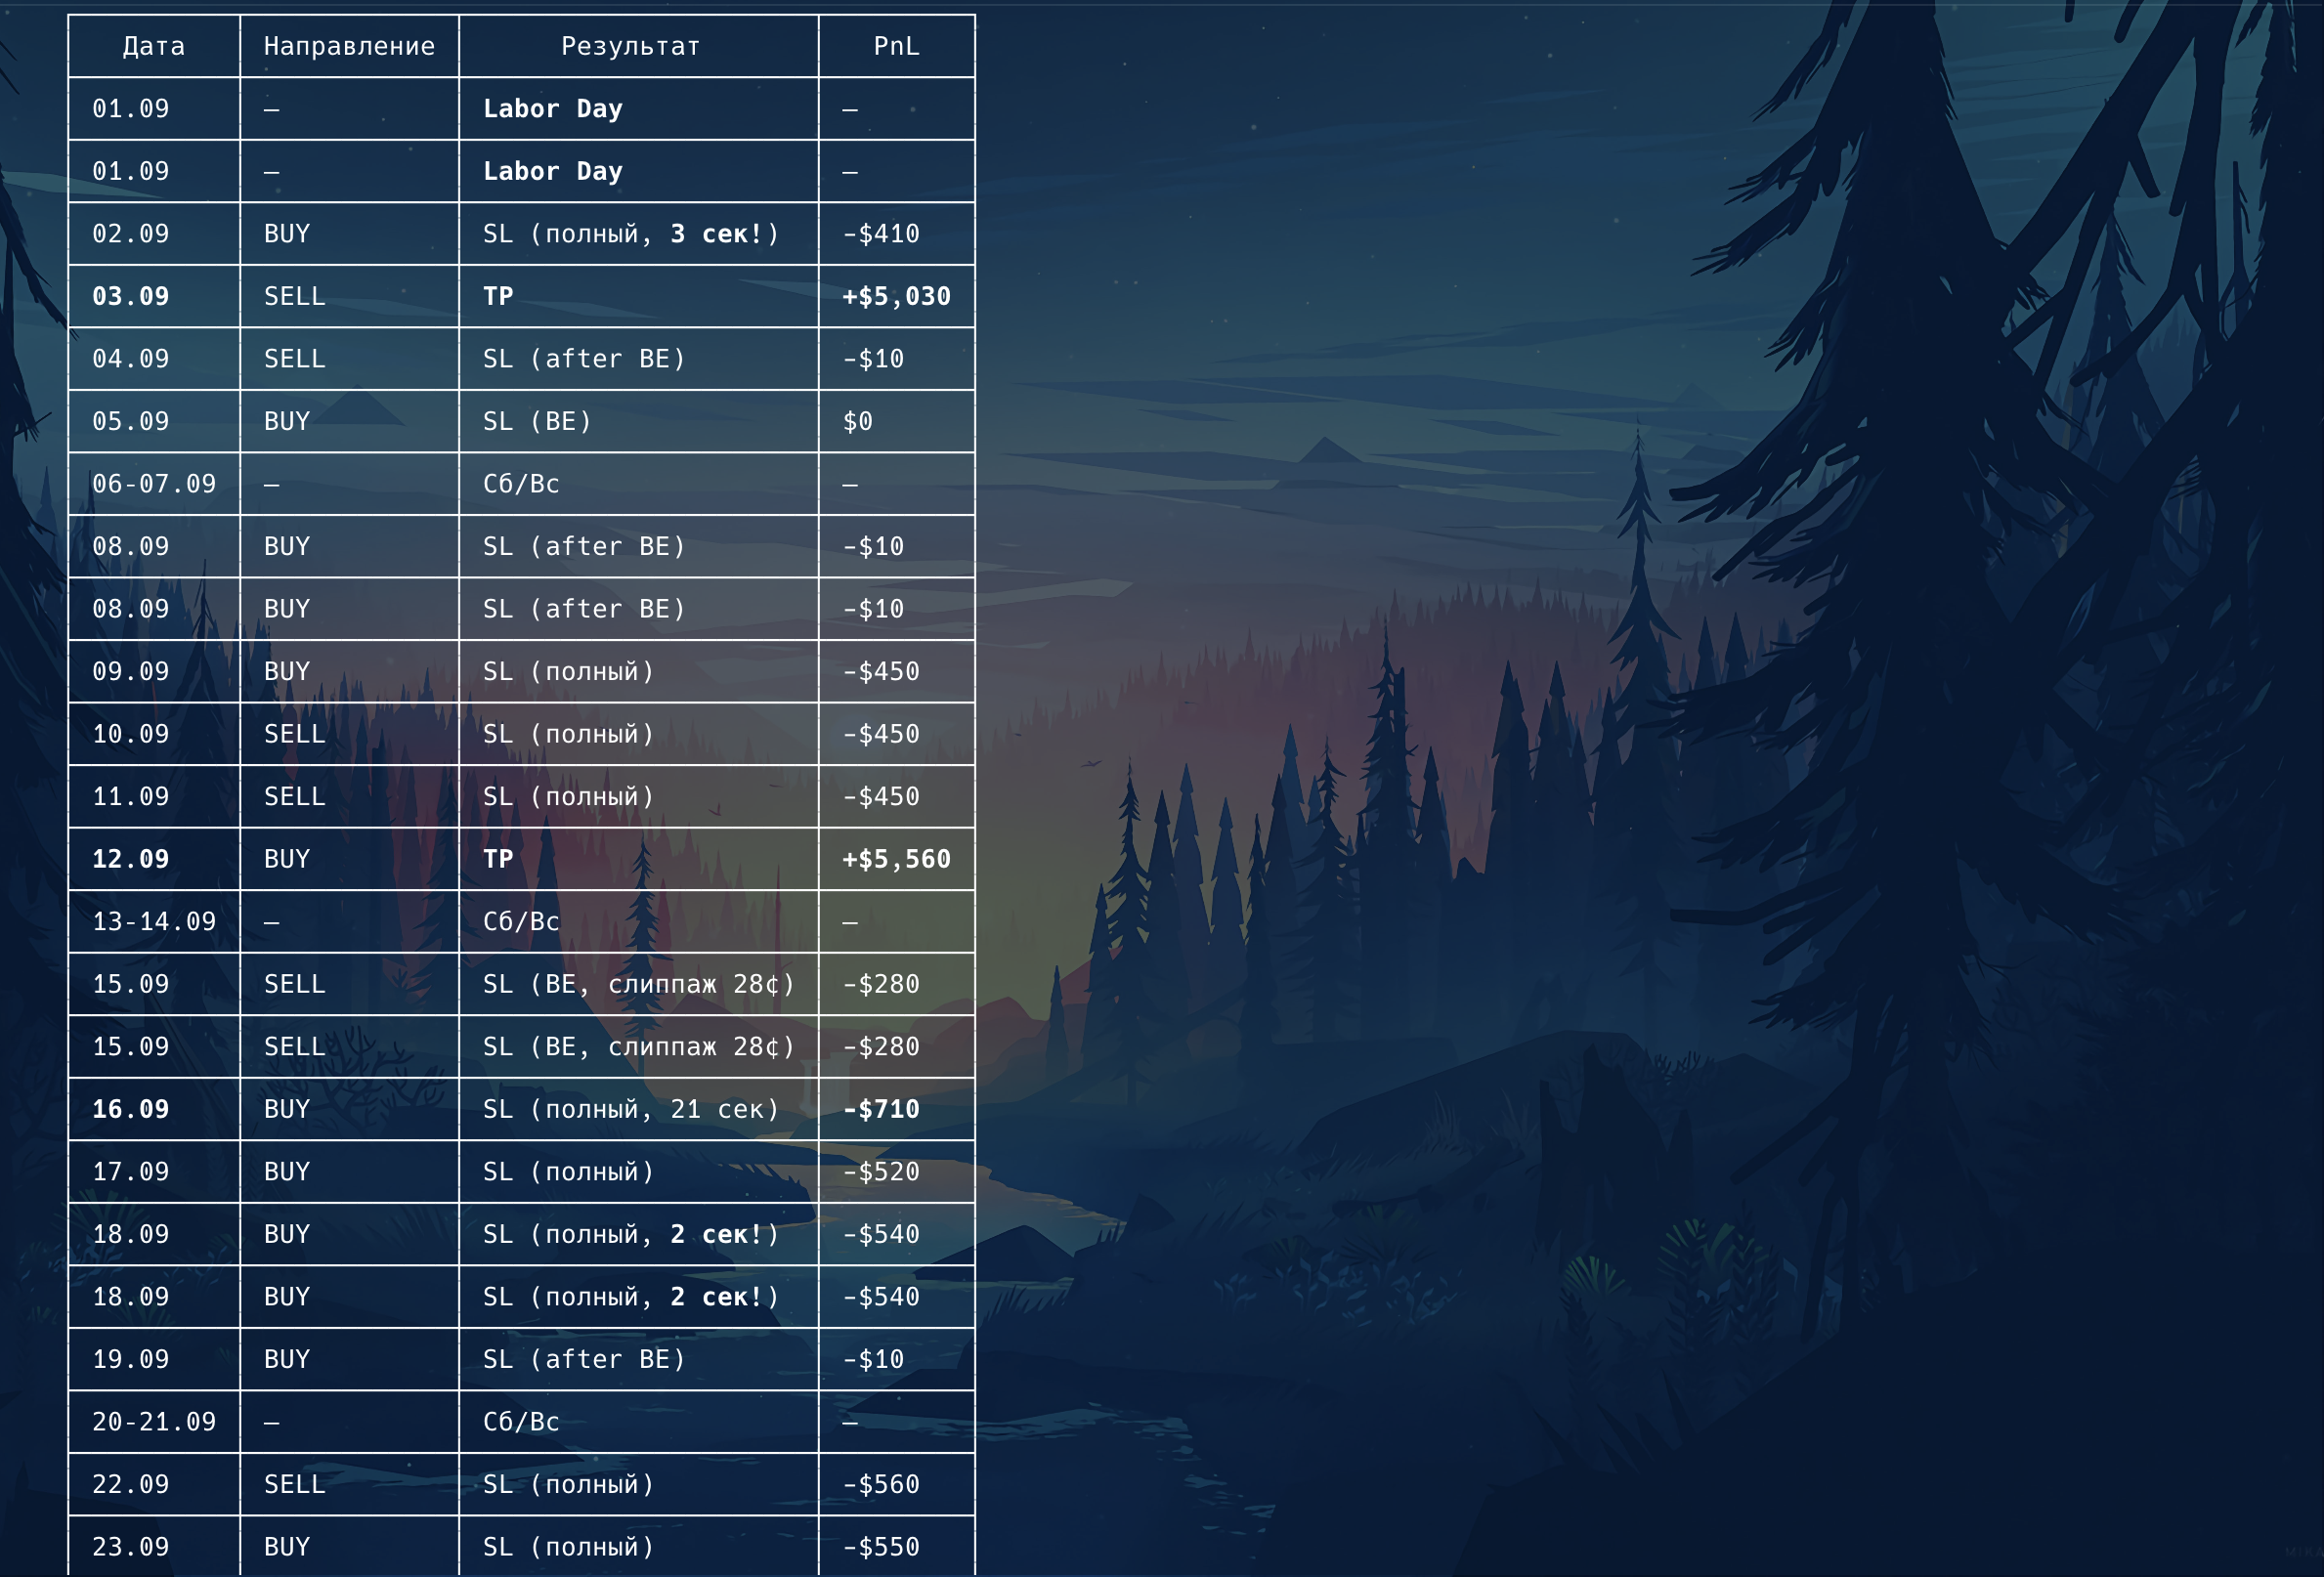 Дата Направление Результат PnL
01.09 — Labor Day —
01.09 — Labor Day —
02.09 BUY SL (полный, 3 сек!) -$410
03.09 SELL TP +$5,030
04.09 SELL SL (after BE) -$10
05.09 BUY SL (BE) $0
06-07.09 — Сб/Вс —
08.09 BUY SL (after BE) -$10
08.09 BUY SL (after BE) -$10
09.09 BUY SL (полный) -$450
10.09 SELL SL (полный) -$450
11.09 SELL SL (полный) -$450
12.09 BUY TP +$5,560
13-14.09 — Сб/Вс —
15.09 SELL SL (BE, слиппаж 28¢) -$280
15.09 SELL SL (BE, слиппаж 28¢) -$280
16.09 BUY SL (полный, 21 сек) -$710
17.09 BUY SL (полный) -$520
18.09 BUY SL (полный, 2 сек!) -$540
18.09 BUY SL (полный, 2 сек!) -$540
19.09 BUY SL (after BE) -$10
20-21.09 — Сб/Вс —
22.09 SELL SL (полный) -$560
23.09 BUY SL (полный) -$550